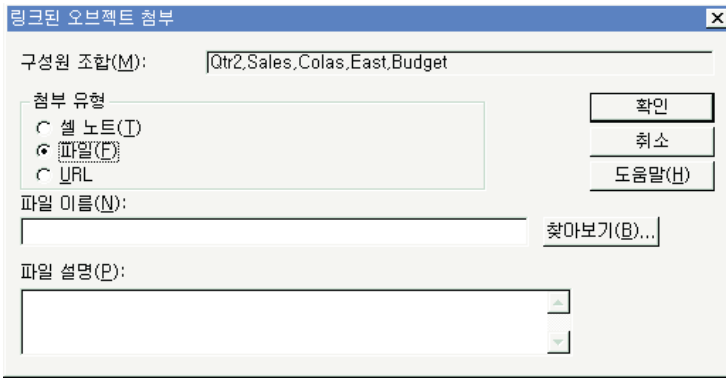 링크된 오브젝트 첨부
구성원 조합(M): Qtr2,Sales,Colas,East,Budget
첨부 유형
셀 노트(T)
파일(F)
URL
확인
취소
도움말(H)
파일 이름(N):
찾아보기(B)...
파일 설명(P):